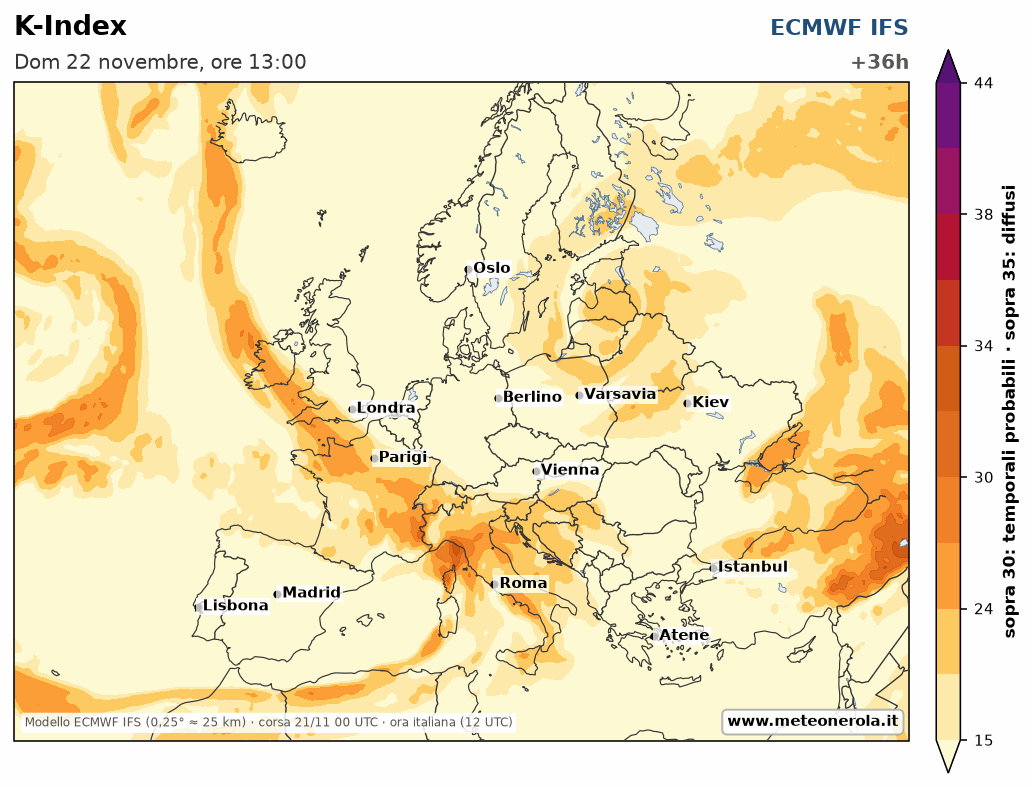 K-Index
ECMWF IFS
Dom 22 novembre, ore 13:00
+36h
Oslo
Londra
Berlino
Varsavia
Kiev
Parigi
Vienna
Istanbul
Roma
Madrid
Lisbona
Atene
Modello ECMWF IFS (0,25° ≈ 25 km) · corsa 21/11 00 UTC · ora italiana (12 UTC)
www.meteonerola.it
44
38
34
30
24
15
sopra 30: temporali probabili · sopra 35: diffusi